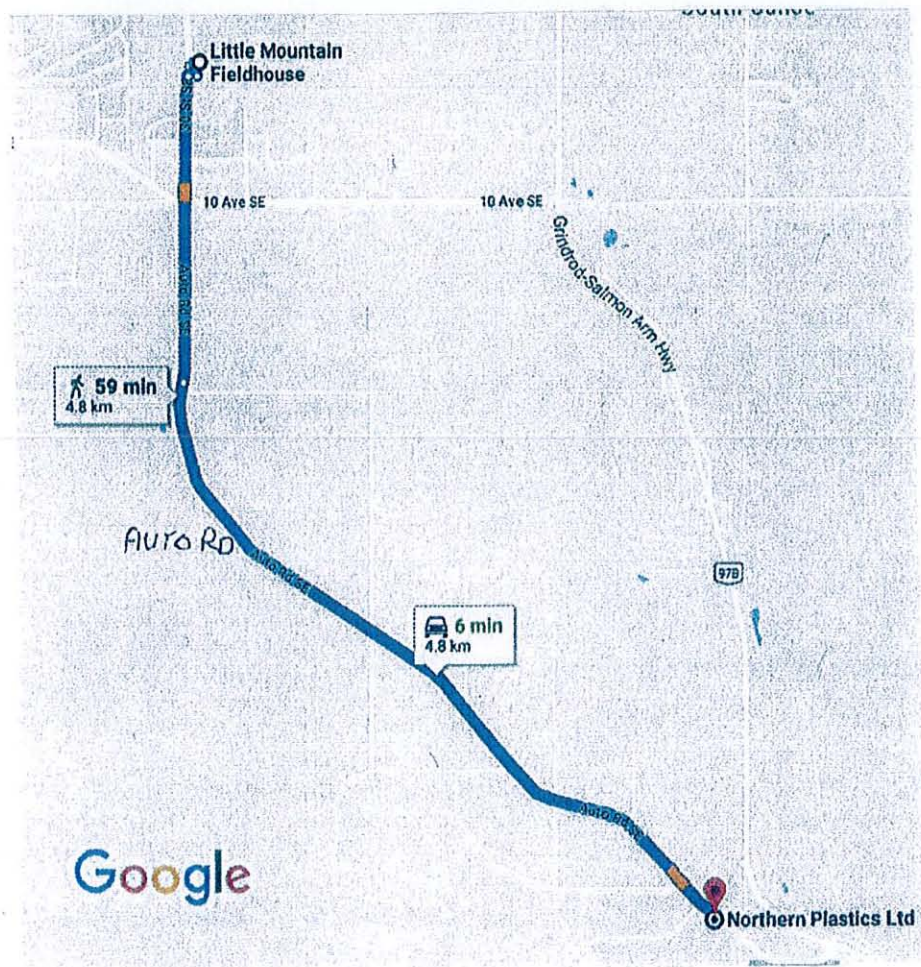 Little Mountain
Fieldhouse
10 Ave SE
10 Ave SE
Grindrod-Salmon Arm Hwy
59 min
4.8 km
AUTO RD
Auto Rd SE
97B
6 min
4.8 km
Auto Rd SE
Google
Northern Plastics Ltd